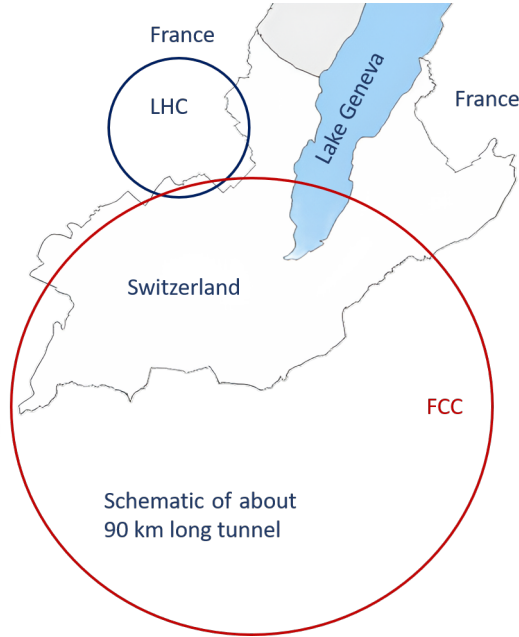 France
LHC
Lake Geneva
France
Switzerland
FCC
Schematic of about
90 km long tunnel